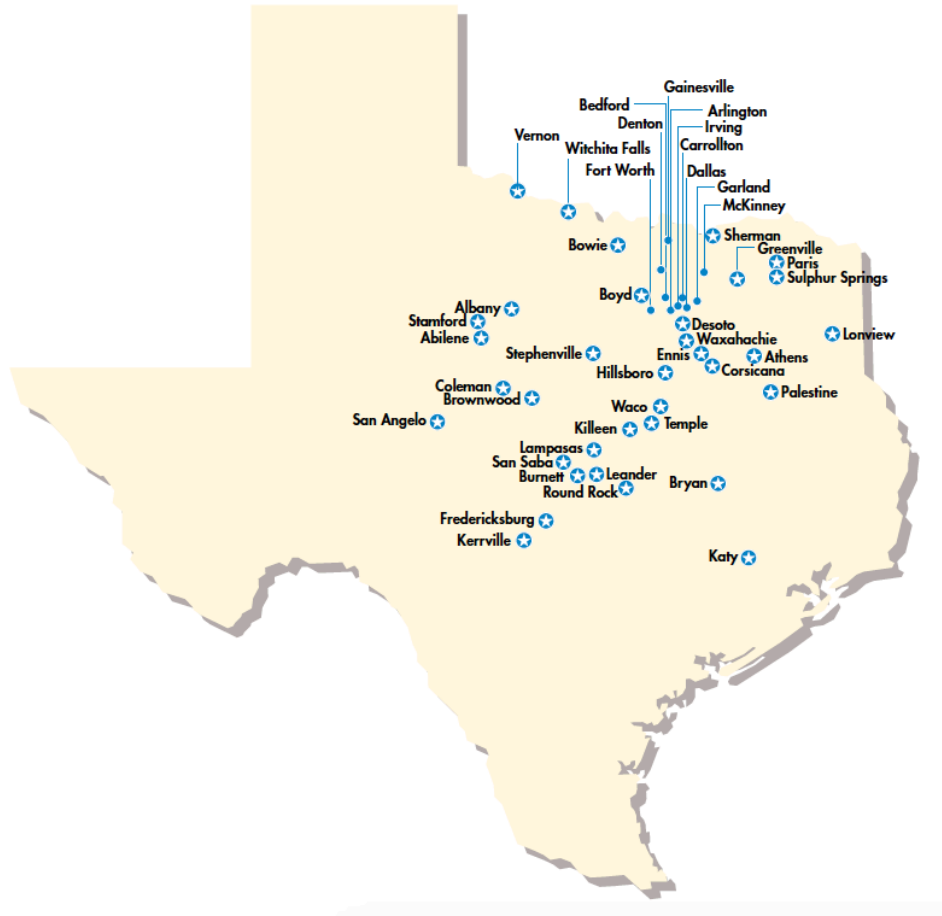 Gainesville
Bedford
Arlington
Denton
Irving
Vernon
Witchita Falls
Carrollton
Fort Worth
Dallas
Garland
McKinney
Bowie
Sherman
Greenville
Paris
Sulphur Springs
Boyd
Albany
Stamford
Desoto
Abilene
Waxahachie
Lonview
Stephenville
Ennis
Athens
Hillsboro
Corsicana
Coleman
Brownwood
Palestine
Waco
San Angelo
Killeen
Temple
Lampasas
San Saba
Burnett
Leander
Round Rock
Bryan
Fredericksburg
Kerrville
Katy